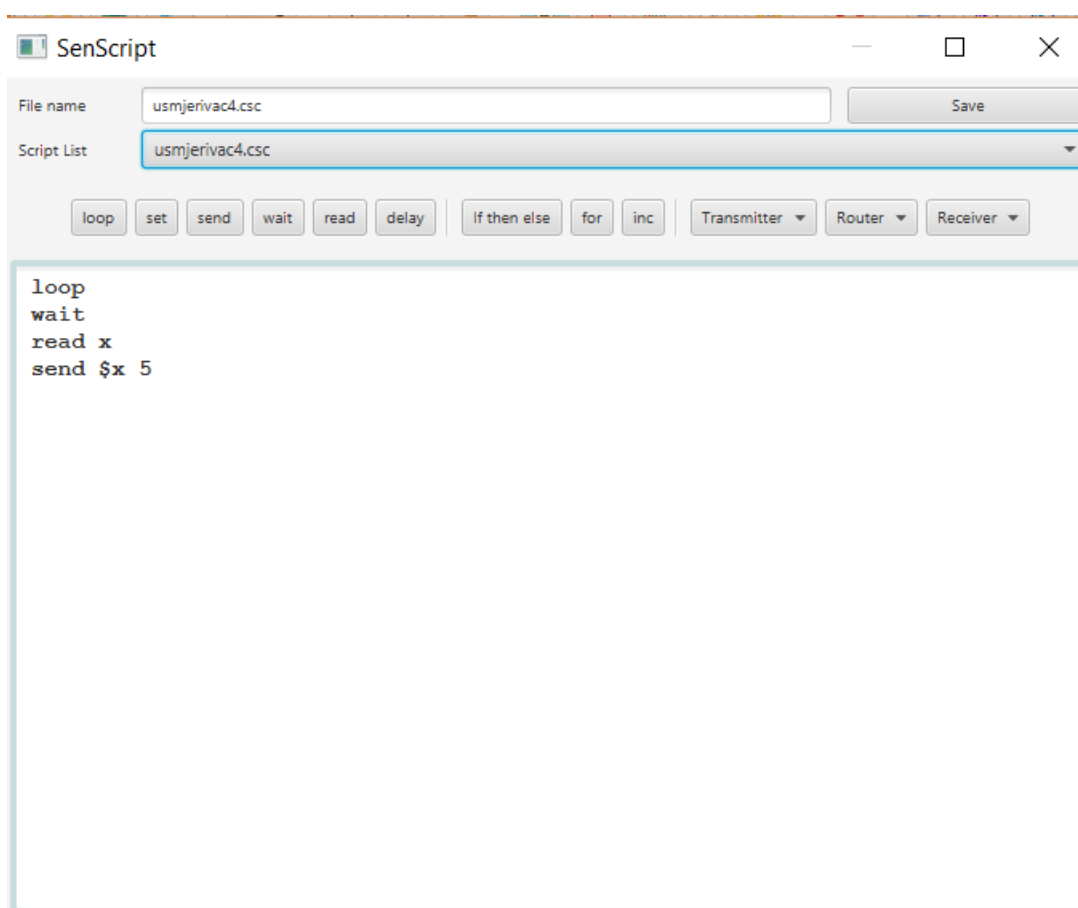 SenScript
File name usmjerivac4.csc Save
Script List usmjerivac4.csc
loop set send wait read delay If then else for inc Transmitter Router Receiver
loop
wait
read x
send $x 5